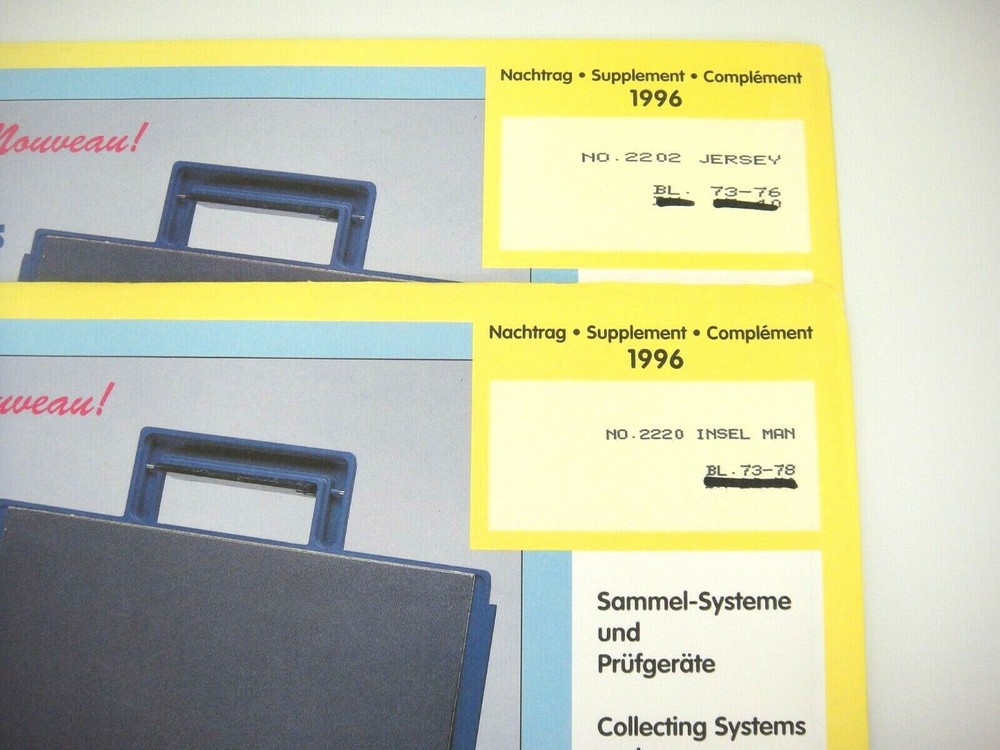 Nachtrag • Supplement • Complément
1996
Nouveau!
NO.2202 JERSEY
BL. 73-76
Nachtrag • Supplement • Complément
1996
NO.2220 INSEL MAN
BL.73-78
Sammel-Systeme
und
Prüfgeräte
Collecting Systems